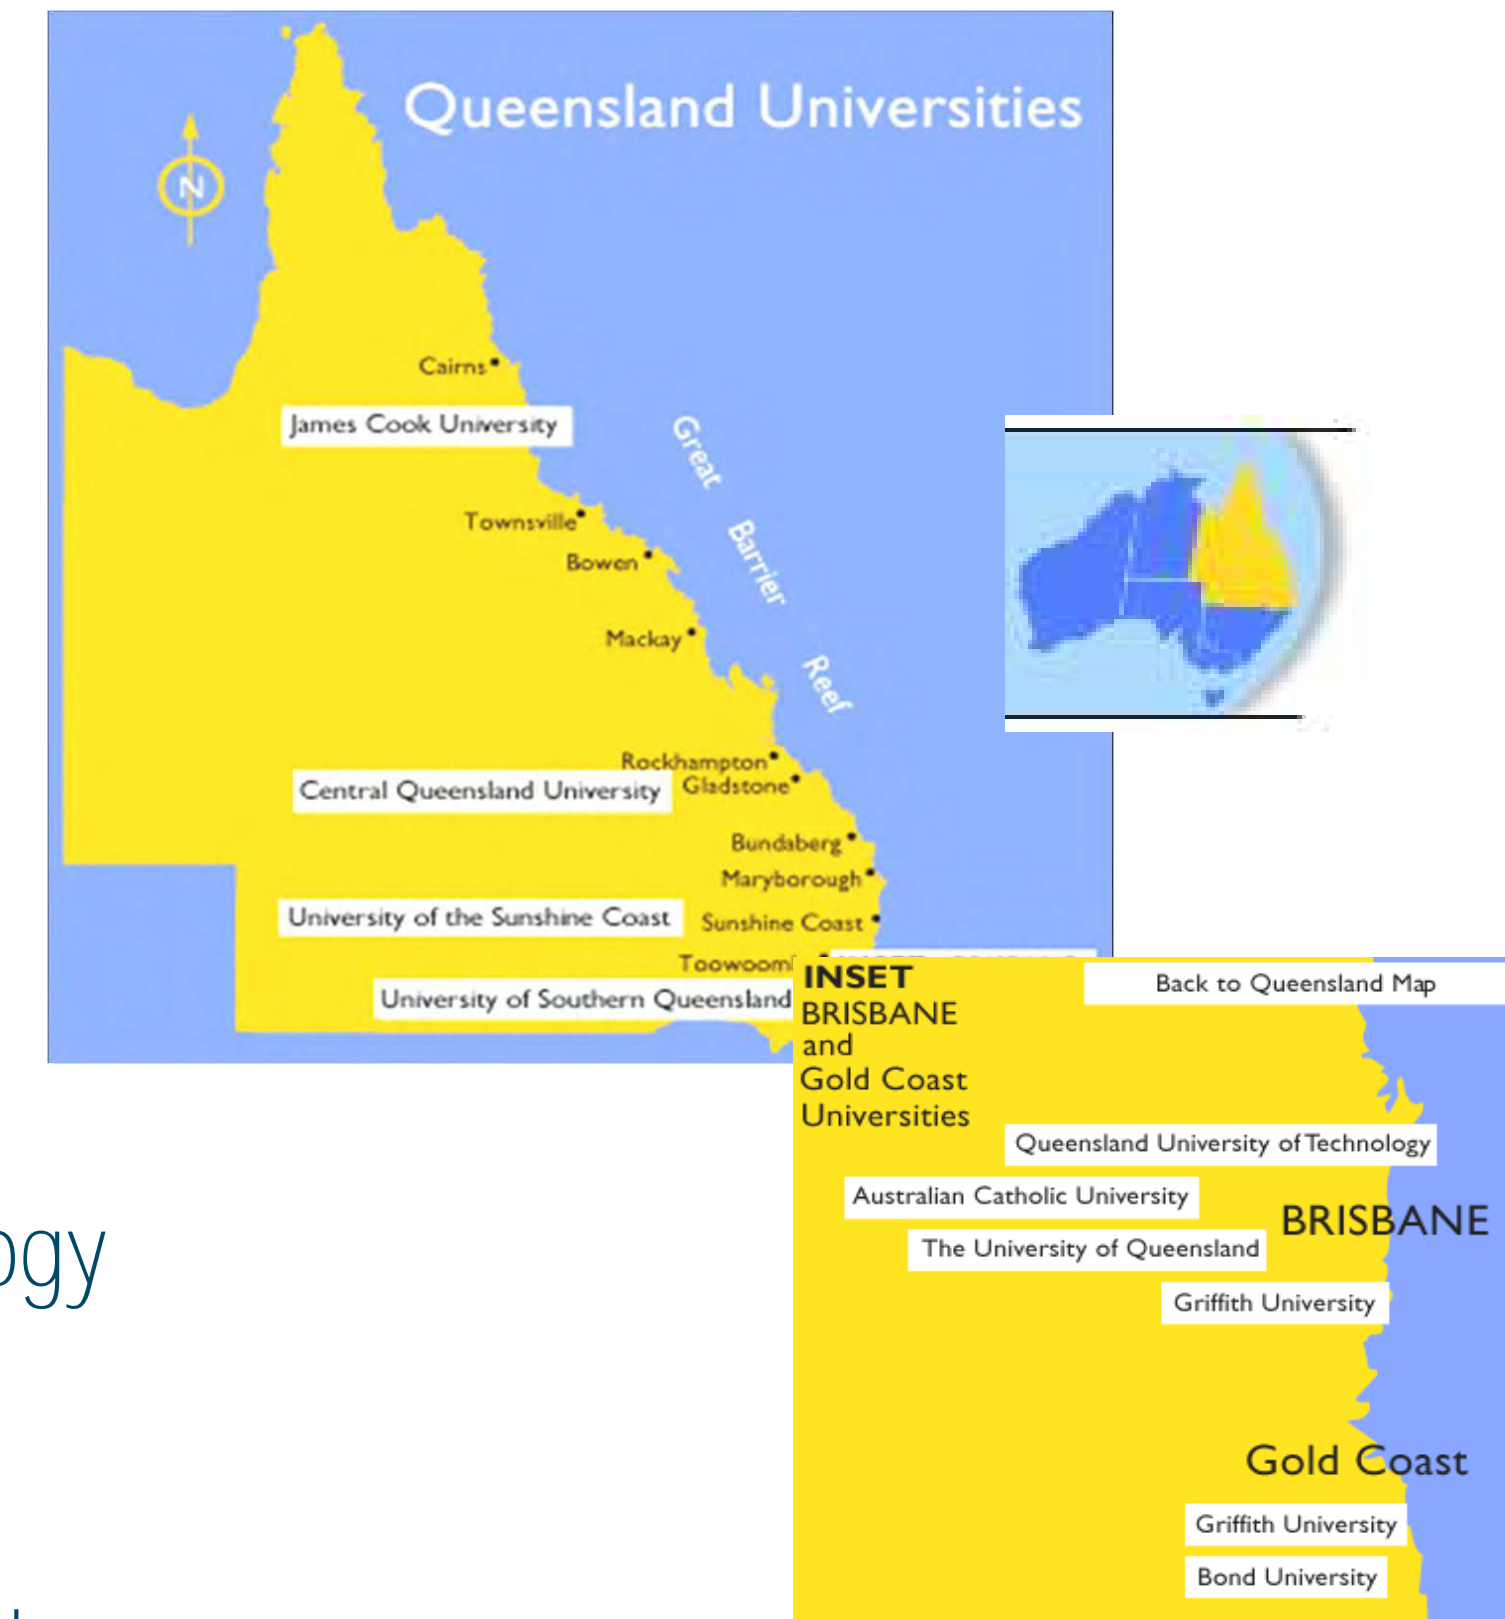 Queensland Universities
N
Cairns
James Cook University
Great
Barrier
Reef
Townsville
Bowen
Mackay
Rockhampton
Central Queensland University
Gladstone
Bundaberg
Maryborough
University of the Sunshine Coast
Sunshine Coast
Toowoom
University of Southern Queensland
INSET
BRISBANE
and
Gold Coast
Universities
Back to Queensland Map
Queensland University of Technology
Australian Catholic University
BRISBANE
The University of Queensland
Griffith University
Gold Coast
Griffith University
Bond University
ogy